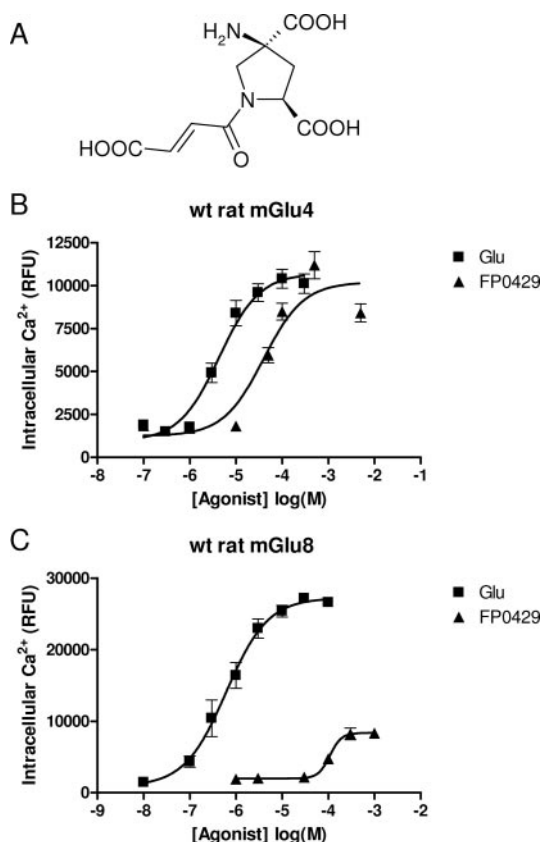 A
H₂N
COOH
N
COOH
HOOC
O
B
wt rat mGlu4
Intracellular Ca²⁺ (RFU)
12500
10000
7500
5000
2500
0
-8 -7 -6 -5 -4 -3 -2 -1
[Agonist] log(M)
Glu
FP0429
C
wt rat mGlu8
Intracellular Ca²⁺ (RFU)
30000
20000
10000
0
-9 -8 -7 -6 -5 -4 -3 -2
[Agonist] log(M)
Glu
FP0429